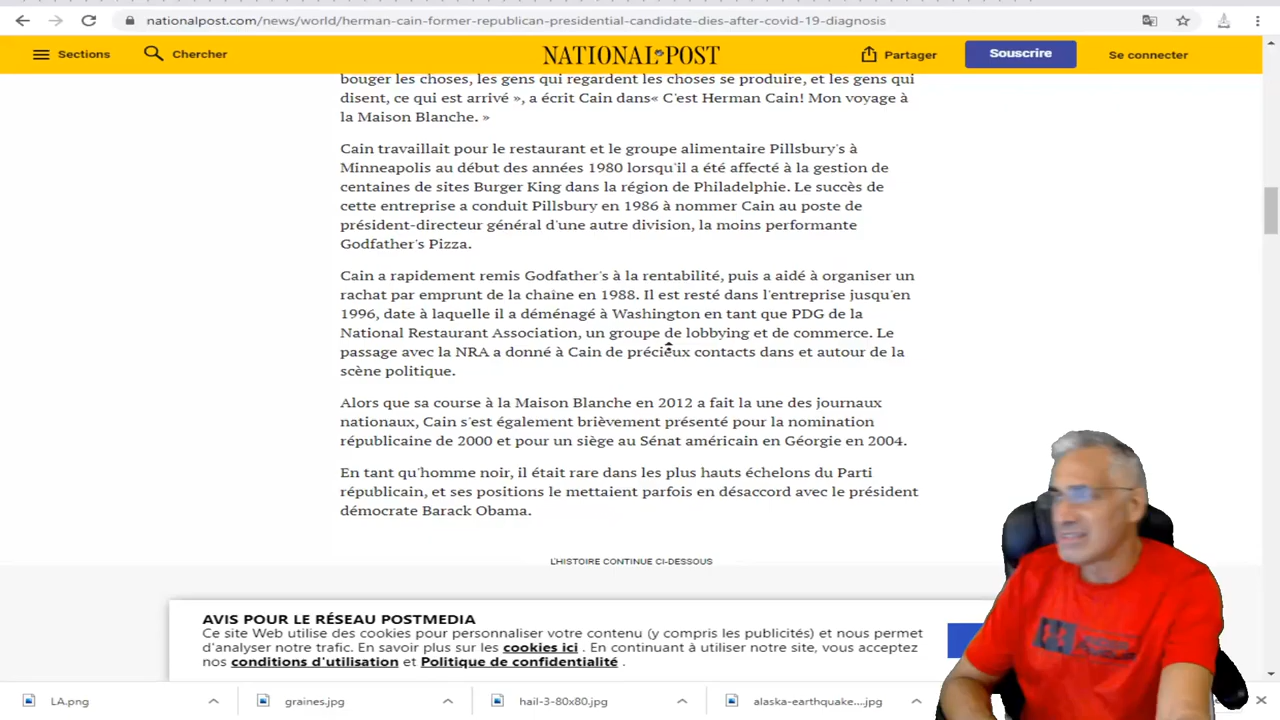 nationalpost.com/news/world/herman-cain-former-republican-presidential-candidate-dies-after-covid-19-diagnosis
Sections
Chercher
NATIONAL POST
Partager
Souscrire
Se connecter
bouger les choses, les gens qui regardent les choses se produire, et les gens qui
disent, ce qui est arrivé », a écrit Cain dans« C'est Herman Cain! Mon voyage à
la Maison Blanche. »
Cain travaillait pour le restaurant et le groupe alimentaire Pillsbury's à
Minneapolis au début des années 1980 lorsqu'il a été affecté à la gestion de
centaines de sites Burger King dans la région de Philadelphie. Le succès de
cette entreprise a conduit Pillsbury en 1986 à nommer Cain au poste de
président-directeur général d'une autre division, la moins performante
Godfather's Pizza.
Cain a rapidement remis Godfather's à la rentabilité, puis a aidé à organiser un
rachat par emprunt de la chaîne en 1988. Il est resté dans l'entreprise jusqu'en
1996, date à laquelle il a déménagé à Washington en tant que PDG de la
National Restaurant Association, un groupe de lobbying et de commerce. Le
passage avec la NRA a donné à Cain de précieux contacts dans et autour de la
scène politique.
Alors que sa course à la Maison Blanche en 2012 a fait la une des journaux
nationaux, Cain s'est également brièvement présenté pour la nomination
républicaine de 2000 et pour un siège au Sénat américain en Géorgie en 2004.
En tant qu'homme noir, il était rare dans les plus hauts échelons du Parti
républicain, et ses positions le mettaient parfois en désaccord avec le président
démocrate Barack Obama.
L'HISTOIRE CONTINUE CI-DESSOUS
AVIS POUR LE RÉSEAU POSTMEDIA
Ce site Web utilise des cookies pour personnaliser votre contenu (y compris les publicités) et nous permet
d'analyser notre trafic. En savoir plus sur les cookies ici . En continuant à utiliser notre site, vous acceptez
nos conditions d'utilisation et Politique de confidentialité .
LA.png
graines.jpg
hail-3-80x80.jpg
alaska-earthquake....jpg